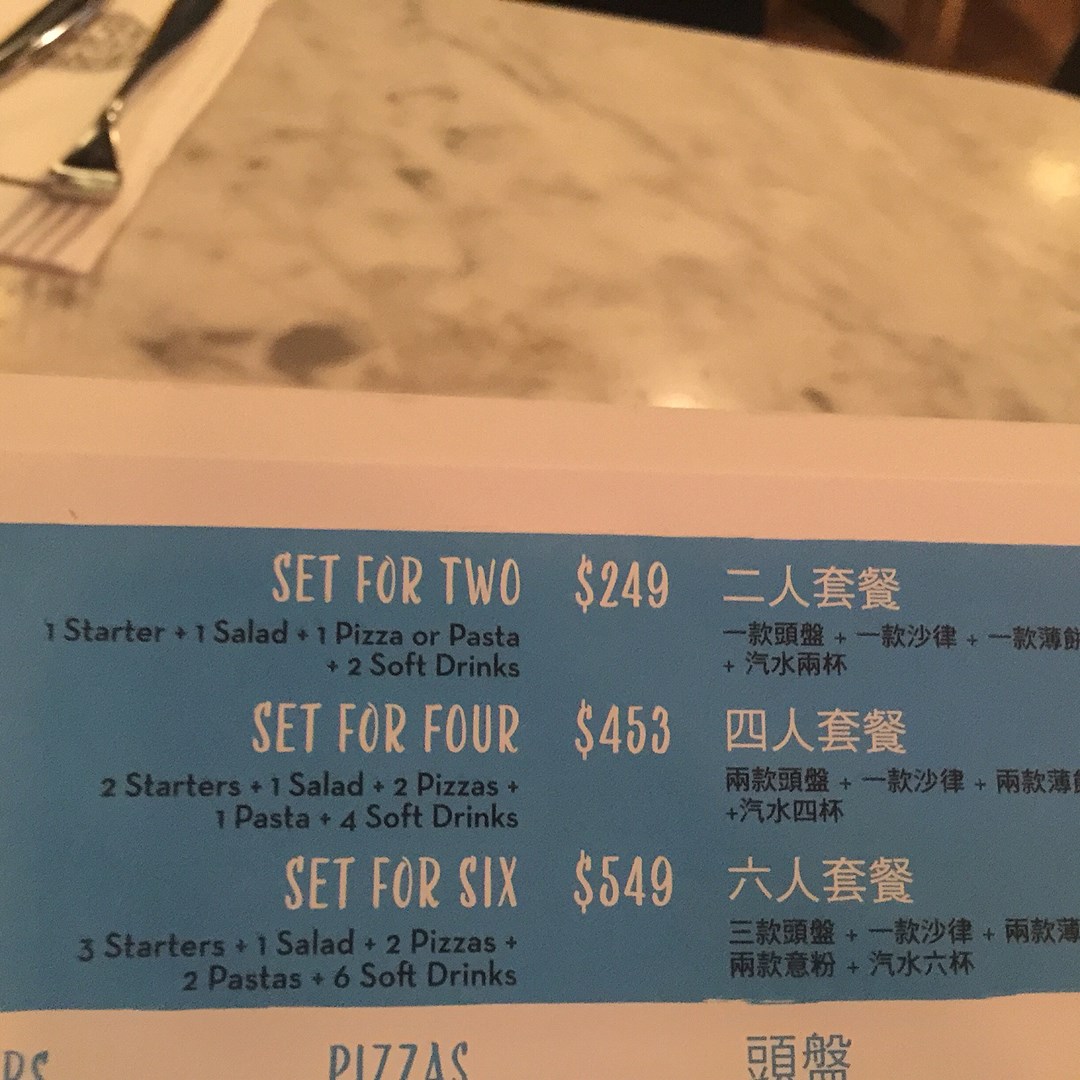 SET FOR TWO $249 二人套餐
1 Starter + 1 Salad + 1 Pizza or Pasta
+ 2 Soft Drinks
一款頭盤 + 一款沙律 + 一款薄餅
+ 汽水兩杯
SET FOR FOUR $453 四人套餐
2 Starters + 1 Salad + 2 Pizzas +
1 Pasta + 4 Soft Drinks
兩款頭盤 + 一款沙律 + 兩款薄
+汽水四杯
SET FOR SIX $549 六人套餐
3 Starters + 1 Salad + 2 Pizzas +
2 Pastas + 6 Soft Drinks
三款頭盤 + 一款沙律 + 兩款薄
兩款意粉 + 汽水六杯
PIZZAS 頭盤